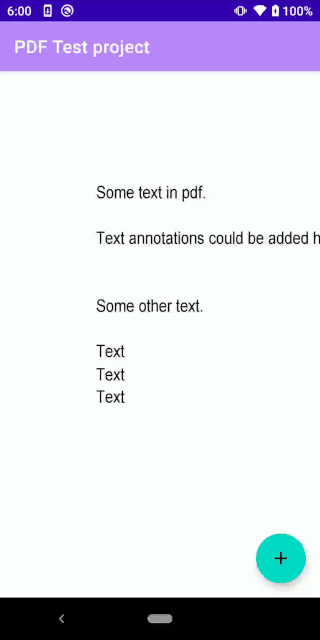 6:00 100%
PDF Test project
Some text in pdf.
Text annotations could be added h
Some other text.
Text
Text
Text
+